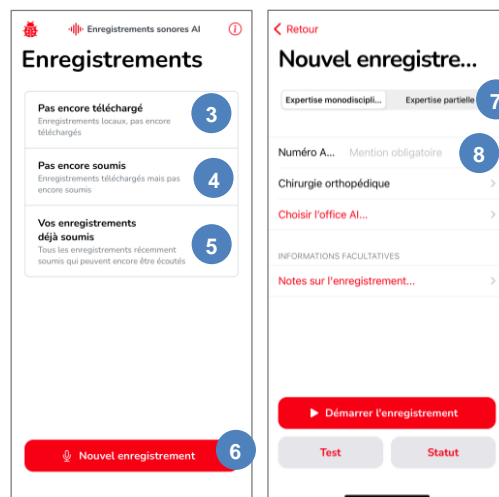 Enregistrements sonores AI
Enregistrements
Pas encore téléchargé
Enregistrements locaux, pas encore
téléchargés
3
Pas encore soumis
Enregistrements téléchargés mais pas
encore soumis
4
Vos enregistrements
déjà soumis
Tous les enregistrements récemment
soumis qui peuvent encore être écoutés
5
Nouvel enregistrement
6
Retour
Nouvel enregistre...
Expertise monodiscipli... Expertise partielle
7
Numéro A... Mention obligatoire
8
Chirurgie orthopédique
Choisir l'office AI...
INFORMATIONS FACULTATIVES
Notes sur l'enregistrement...
Démarrer l'enregistrement
Test Statut